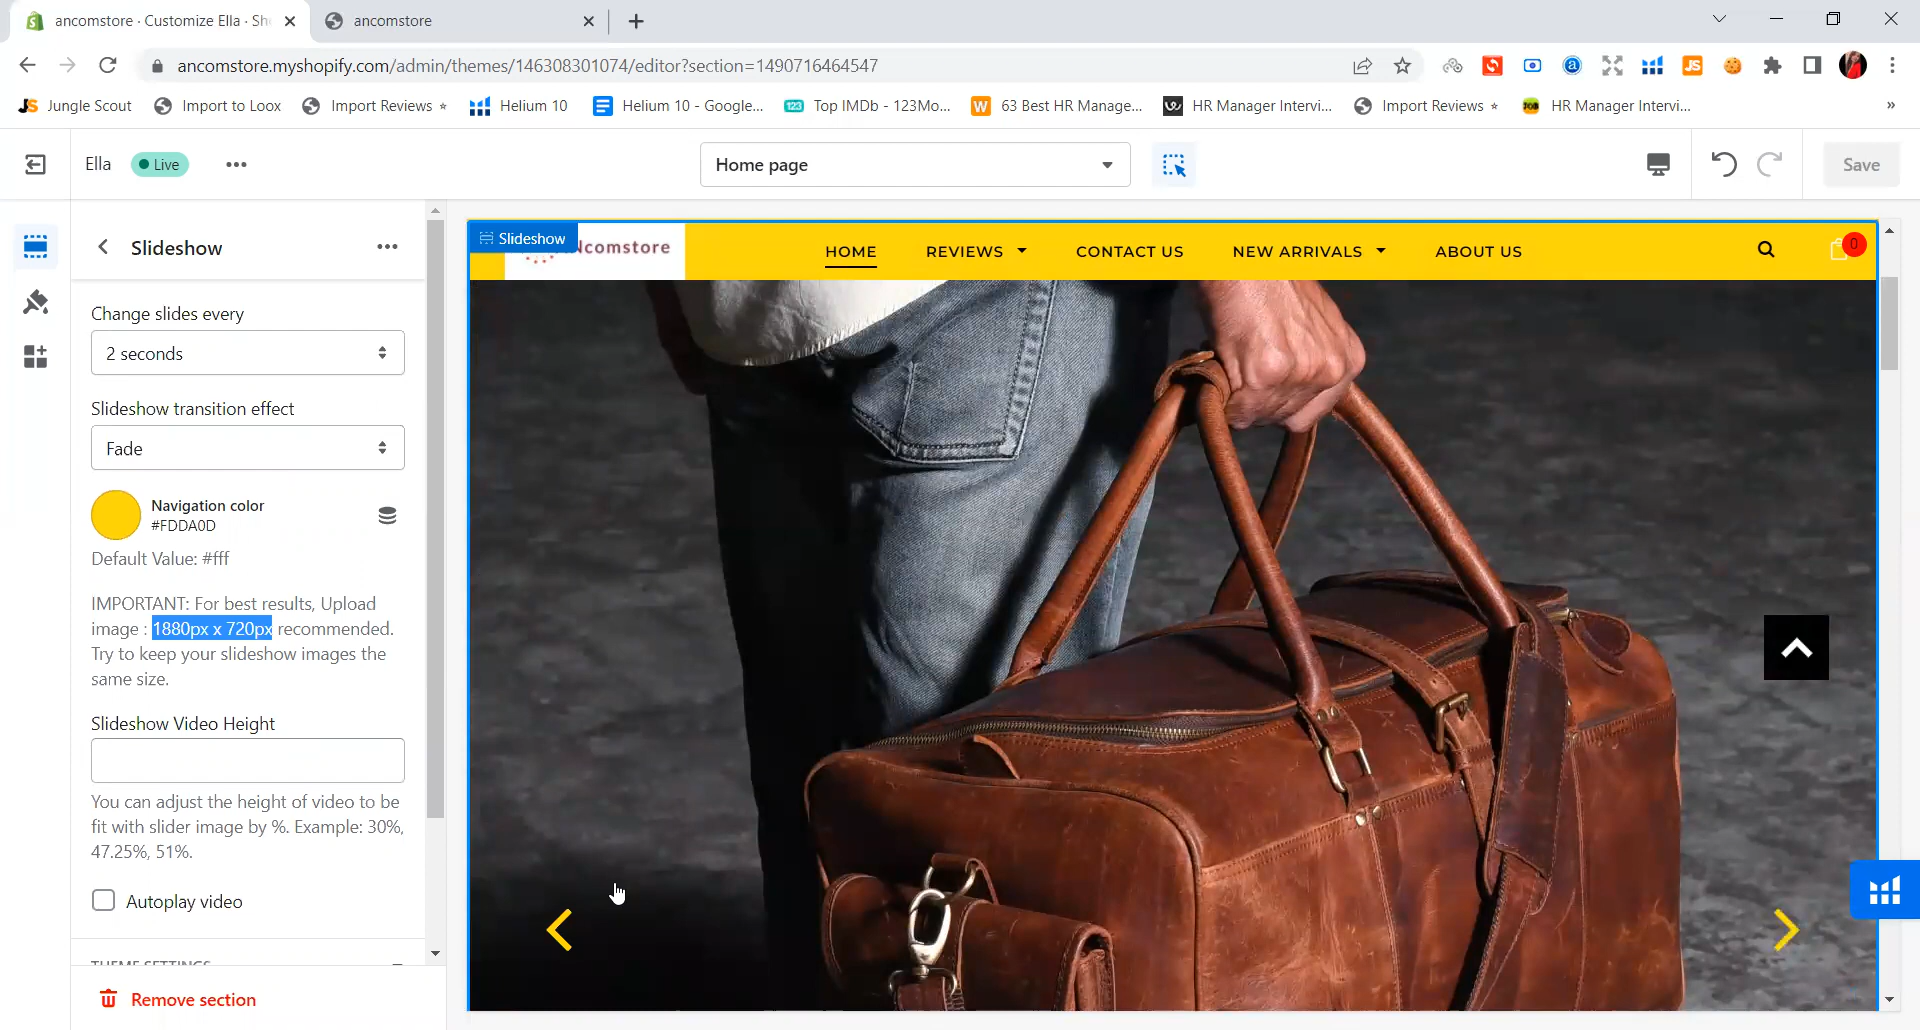 ancomstore · Customize Ella · Sh
ancomstore
ancomstore.myshopify.com/admin/themes/146308301074/editor?section=1490716464547
Jungle Scout
Import to Loox
Import Reviews
Helium 10
Helium 10 - Google...
Top IMDb - 123Mo...
63 Best HR Manage...
HR Manager Intervi...
Import Reviews
HR Manager Intervi...
»
Ella
Live
Home page
Save
Slideshow
Change slides every
2 seconds
Slideshow transition effect
Fade
Navigation color
#FDDA0D
Default Value: #fff
IMPORTANT: For best results, Upload
image : 1880px x 720px recommended.
Try to keep your slideshow images the
same size.
Slideshow Video Height
You can adjust the height of video to be
fit with slider image by %. Example: 30%,
47.25%, 51%.
Autoplay video
THEME SETTINGS
Remove section
Slideshow
Ncomstore
HOME
REVIEWS
CONTACT US
NEW ARRIVALS
ABOUT US
0